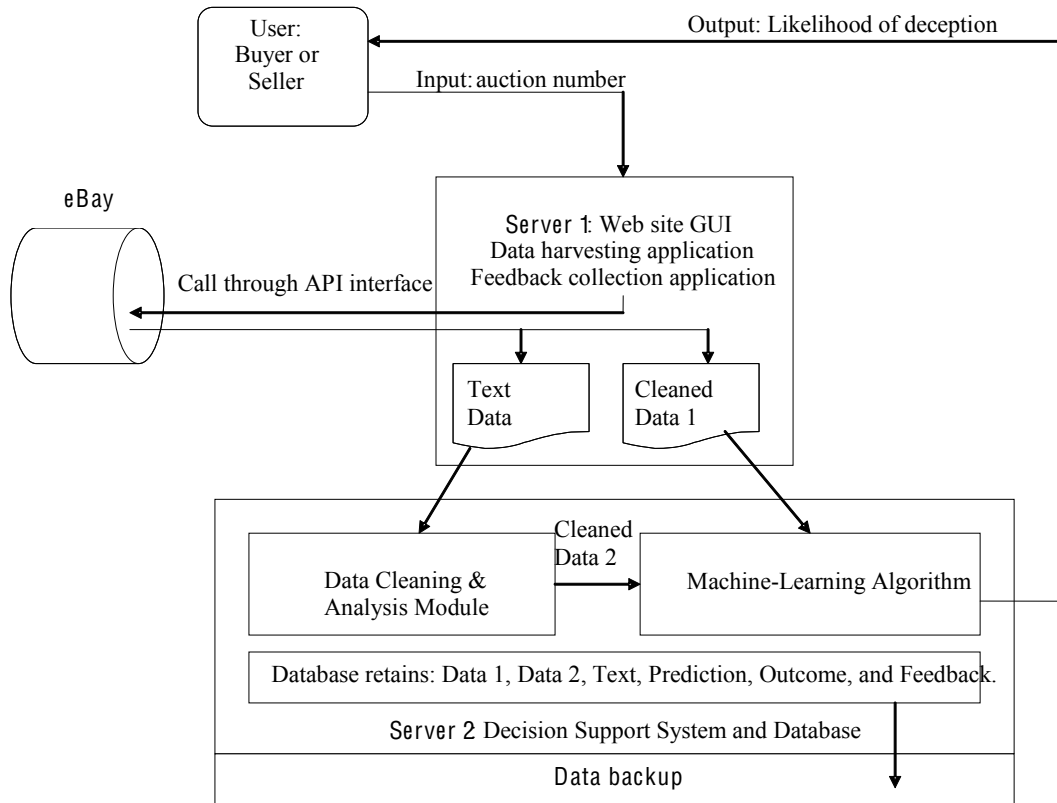 User:
Buyer or
Seller
Output: Likelihood of deception
Input: auction number
eBay
Server 1: Web site GUI
Data harvesting application
Feedback collection application
Call through API interface
Text
Data
Cleaned
Data 1
Data Cleaning &
Analysis Module
Cleaned
Data 2
Machine-Learning Algorithm
Database retains: Data 1, Data 2, Text, Prediction, Outcome, and Feedback.
Server 2 Decision Support System and Database
Data backup